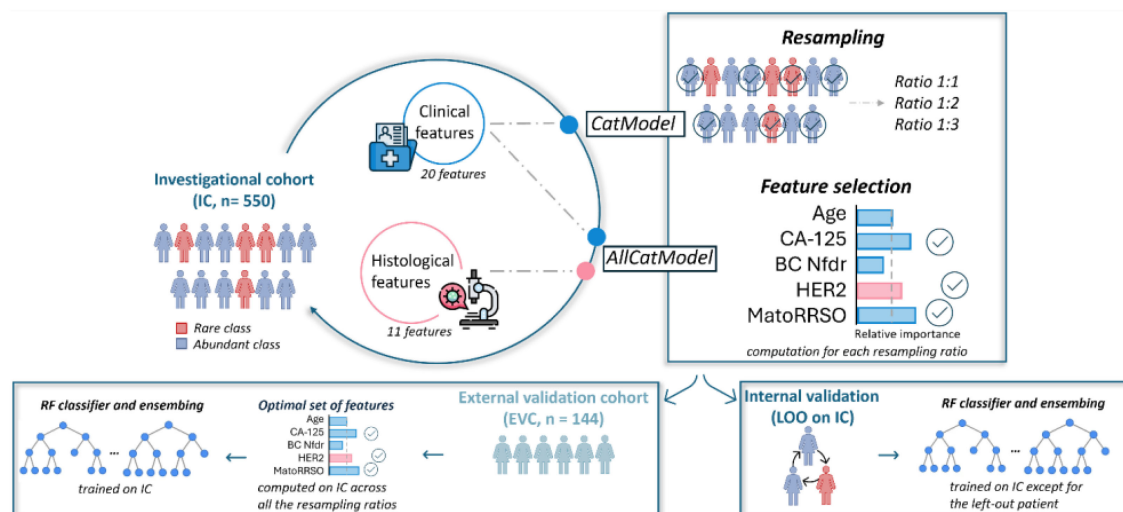 Resampling
Ratio 1:1
Ratio 1:2
Ratio 1:3
Clinical
features
20 features
CatModel
Investigational cohort
(IC, n= 550)
Feature selection
Age
CA-125
BC Nfdr
HER2
MatoRRSO
Relative importance
computation for each resampling ratio
AllCatModel
Histological
features
11 features
Rare class
Abundant class
RF classifier and ensembing
trained on IC
Optimal set of features
Age
CA-125
BC Nfdr
HER2
MatoRRSO
computed on IC across
all the resampling ratios
External validation cohort
(EVC, n = 144)
Internal validation
(LOO on IC)
RF classifier and ensembing
trained on IC except for
the left-out patient